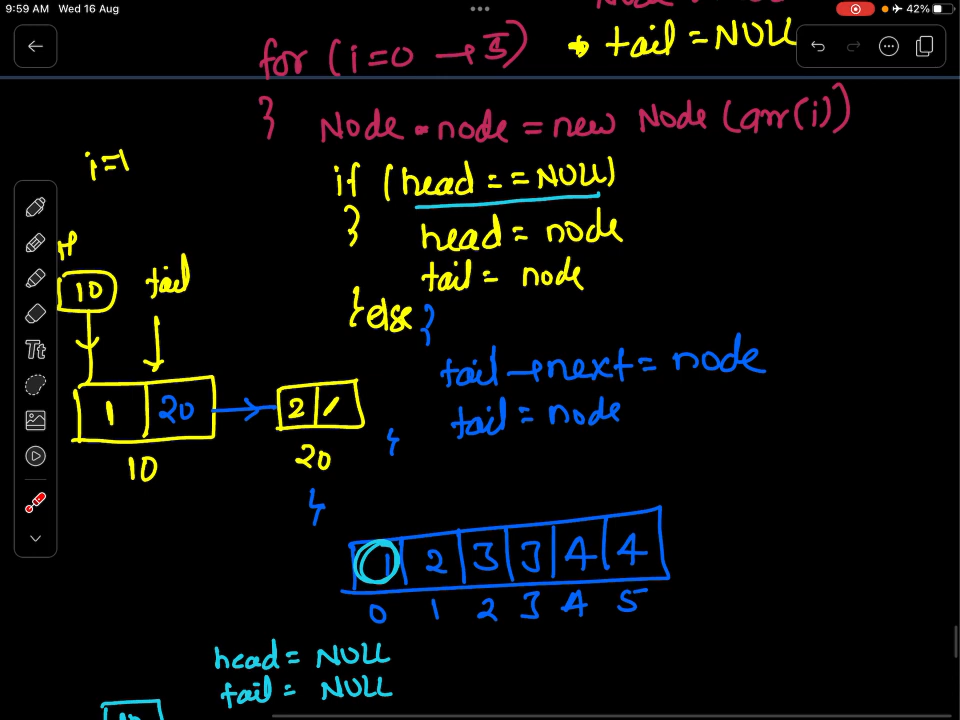 9:59 AM Wed 16 Aug
42%
tail = NULL
for (i=0 → 5)
} Node * node = new Node (arr(i))
i=1
if (head == NULL)
} head = node
tail = node
} else }
tail → next = node
tail = node
H
10
tail
Tt
1 20
2
10
20
1 2 3 3 4 4
0 1 2 3 4 5
head = NULL
tail = NULL